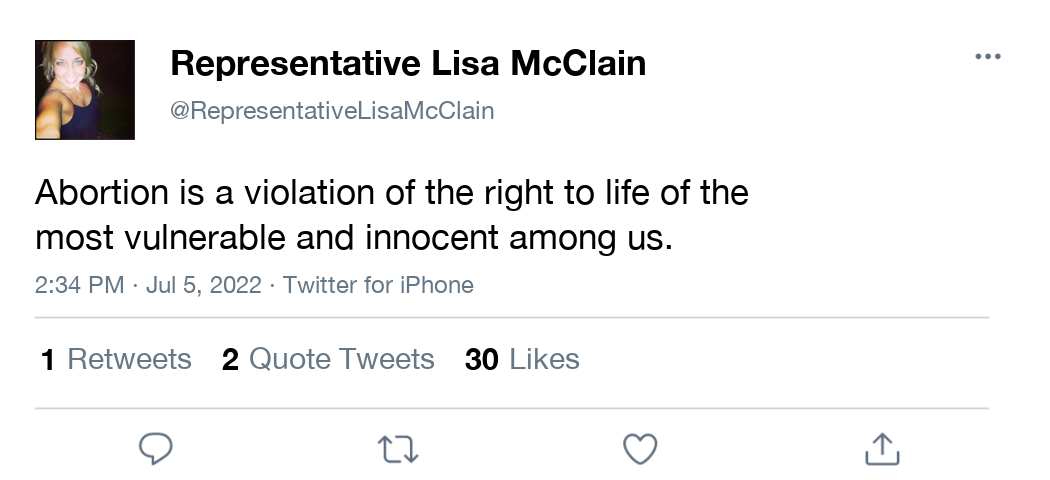 Representative Lisa McClain
@RepresentativeLisaMcClain
Abortion is a violation of the right to life of the
most vulnerable and innocent among us.
2:34 PM · Jul 5, 2022 · Twitter for iPhone
1 Retweets 2 Quote Tweets 30 Likes